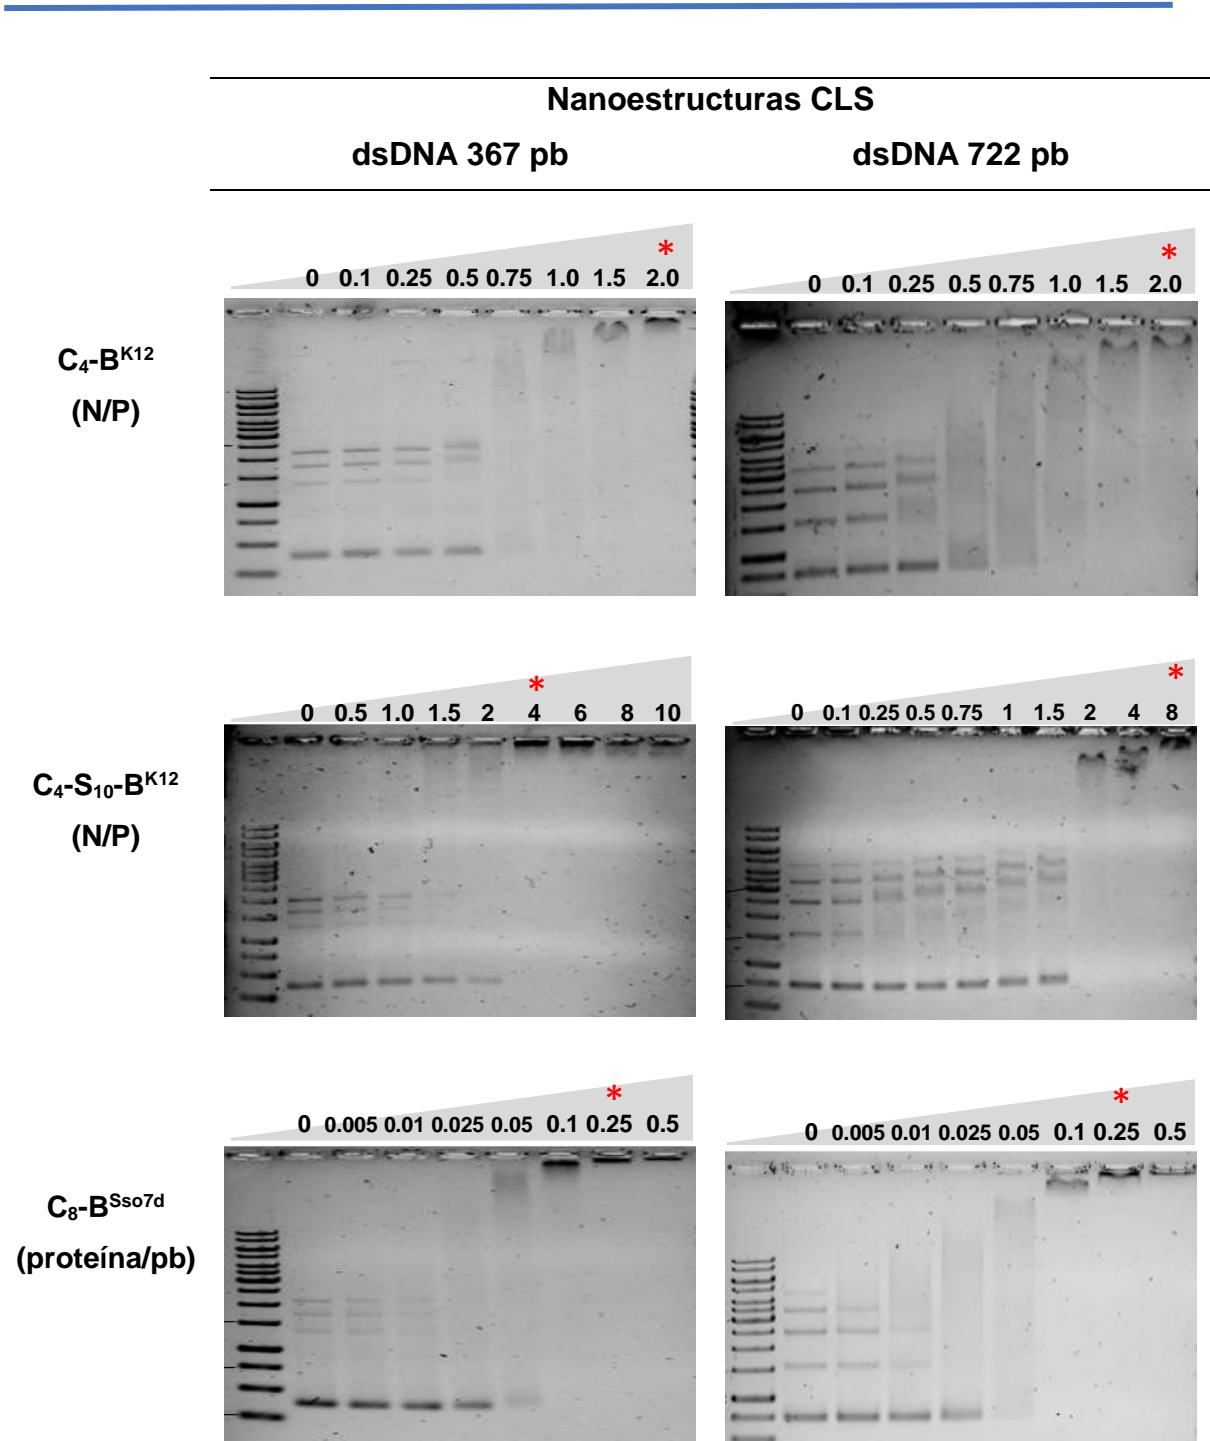 Nanoestructuras CLS
dsDNA 367 pb dsDNA 722 pb
*
*
0 0.1 0.25 0.5 0.75 1.0 1.5 2.0
0 0.1 0.25 0.5 0.75 1.0 1.5 2.0
C₄-Bᴷ¹²
(N/P)
*
*
0 0.5 1.0 1.5 2 4 6 8 10
0 0.1 0.25 0.5 0.75 1 1.5 2 4 8
C₄-S₁₀-Bᴷ¹²
(N/P)
*
*
0 0.005 0.01 0.025 0.05 0.1 0.25 0.5
0 0.005 0.01 0.025 0.05 0.1 0.25 0.5
C₈-B^Sso7d
(proteína/pb)